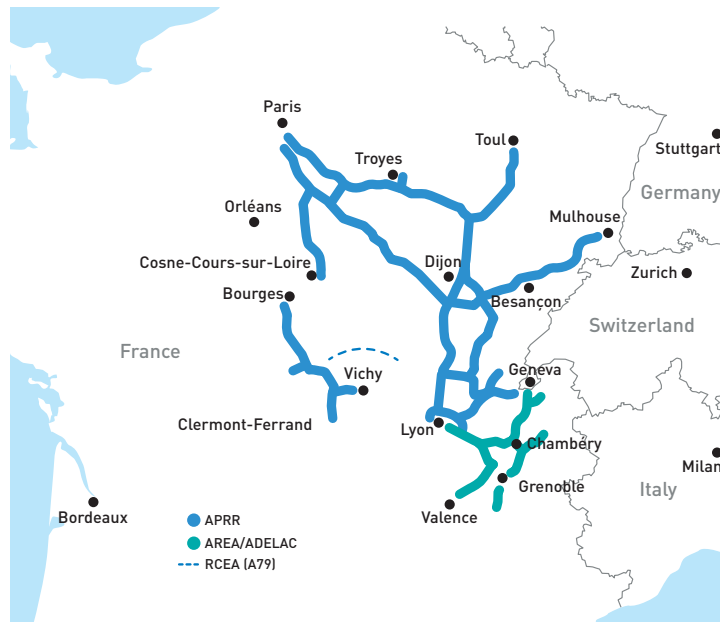 Paris
Toul
Troyes
Stuttgart
Germany
Orléans
Mulhouse
Cosne-Cours-sur-Loire
Dijon
Zurich
Bourges
Besançon
Switzerland
France
Geneva
Vichy
Clermont-Ferrand
Lyon
Chambéry
Milan
Grenoble
Italy
Bordeaux
Valence
APRR
AREA/ADELAC
RCEA (A79)